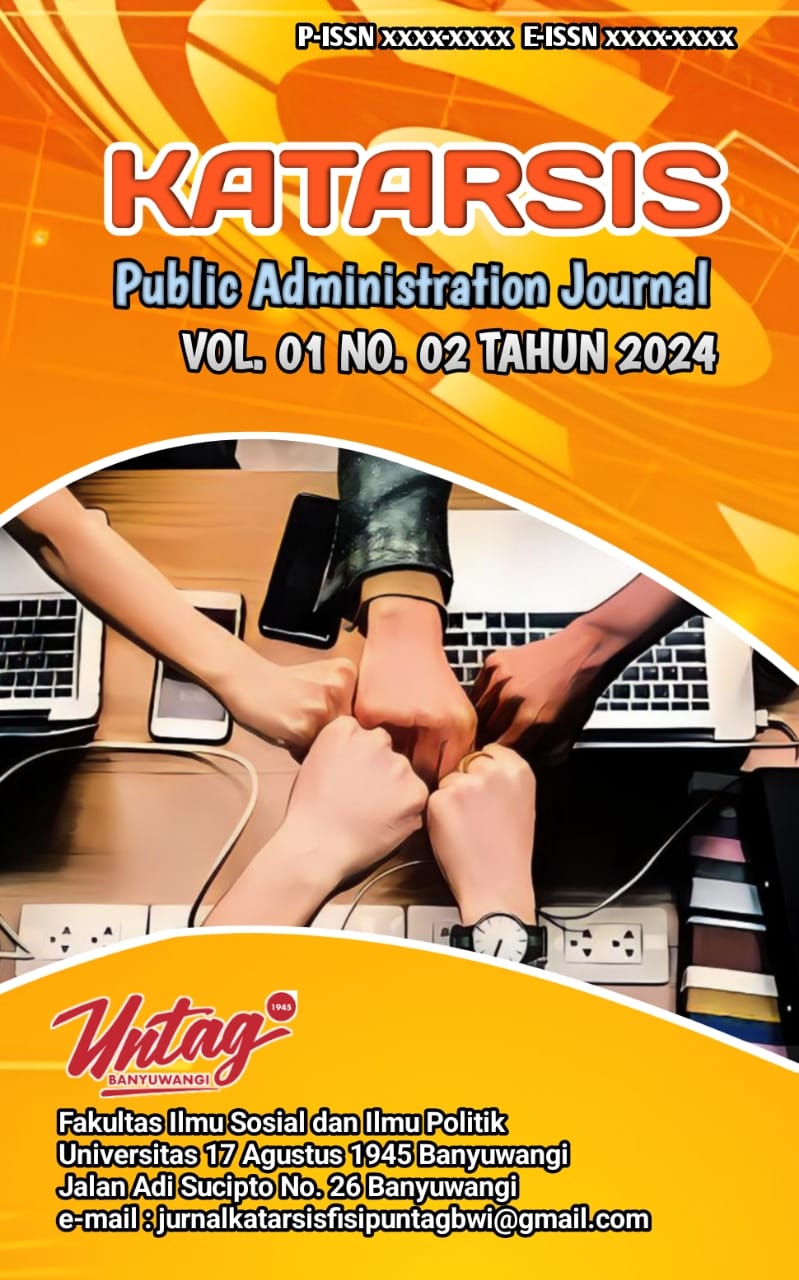 P-ISSN XXXX-XXXX E-ISSN XXXX-XXXX
KATARSIS
Public Administration Journal
VOL. 01 NO. 02 TAHUN 2024
Untag
1945
BANYUWANGI
Fakultas Ilmu Sosial dan Ilmu Politik
Universitas 17 Agustus 1945 Banyuwangi
Jalan Adi Sucipto No. 26 Banyuwangi
e-mail : jurnalkatarsisfisipuntagbwi@gmail.com